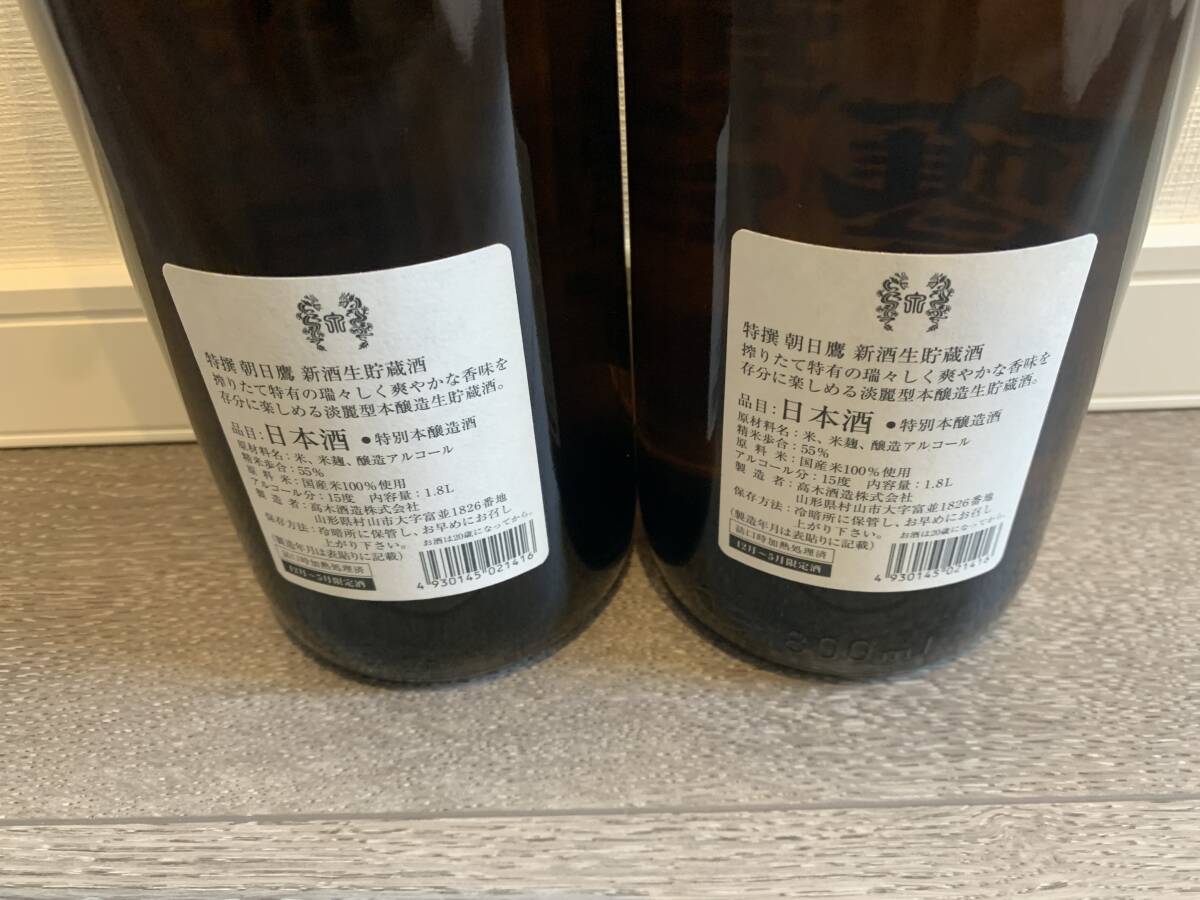 特撰 朝日鷹 新酒生貯蔵酒
搾りたて特有の瑞々しく爽やかな香味を
存分に楽しめる淡麗型本醸造生貯蔵酒。
品目：日本酒 ●特別本醸造酒
原材料名：米、米麹、醸造アルコール
精米歩合：55%
原料米：国産米100%使用
アルコール分：15度 内容量：1.8L
製造者：高木酒造株式会社
山形県村山市大字富並1826番地
保存方法：冷暗所に保管し、お早めにお召し
上がり下さい。
お酒は20歳になってから。
(製造年月は表貼りに記載)
詰口時加熱処理済
12月～5月限定酒
4930145021416
特撰 朝日鷹 新酒生貯蔵酒
搾りたて特有の瑞々しく爽やかな香味を
存分に楽しめる淡麗型本醸造生貯蔵酒。
品目：日本酒 ●特別本醸造酒
原材料名：米、米麹、醸造アルコール
精米歩合：55%
原料米：国産米100%使用
アルコール分：15度 内容量：1.8L
製造者：高木酒造株式会社
山形県村山市大字富並1826番地
保存方法：冷暗所に保管し、お早めにお召し
上がり下さい。
お酒は20歳になってから。
(製造年月は表貼りに記載)
詰口時加熱処理済
12月～5月限定酒
4930145021416
800ml